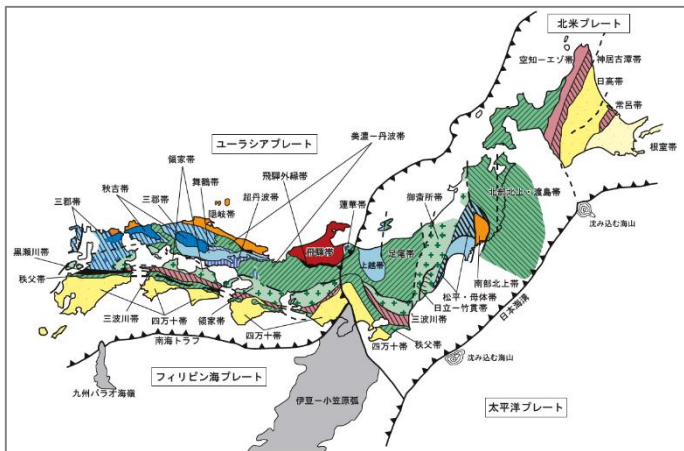 北米プレート
空知ーエゾ帯
神居古潭帯
日高帯
常呂帯
根室帯
ユーラシアプレート
美濃ー丹波帯
領家帯
飛騨外縁帯
舞鶴帯
秋吉帯
超丹波帯
蓮華帯
御斎所帯
北部北上・渡島帯
三郡帯
三郡帯
隠岐帯
沈み込む海山
飛騨帯
足尾帯
上越帯
黒瀬川帯
秩父帯
南部北上帯
松平・母体帯
日立ー竹貫帯
日本海溝
三波川帯
四万十帯
領家帯
四万十帯
四万十帯
三波川帯
秩父帯
南海トラフ
沈み込む海山
フィリピン海プレート
九州パラオ海嶺
伊豆ー小笠原弧
太平洋プレート